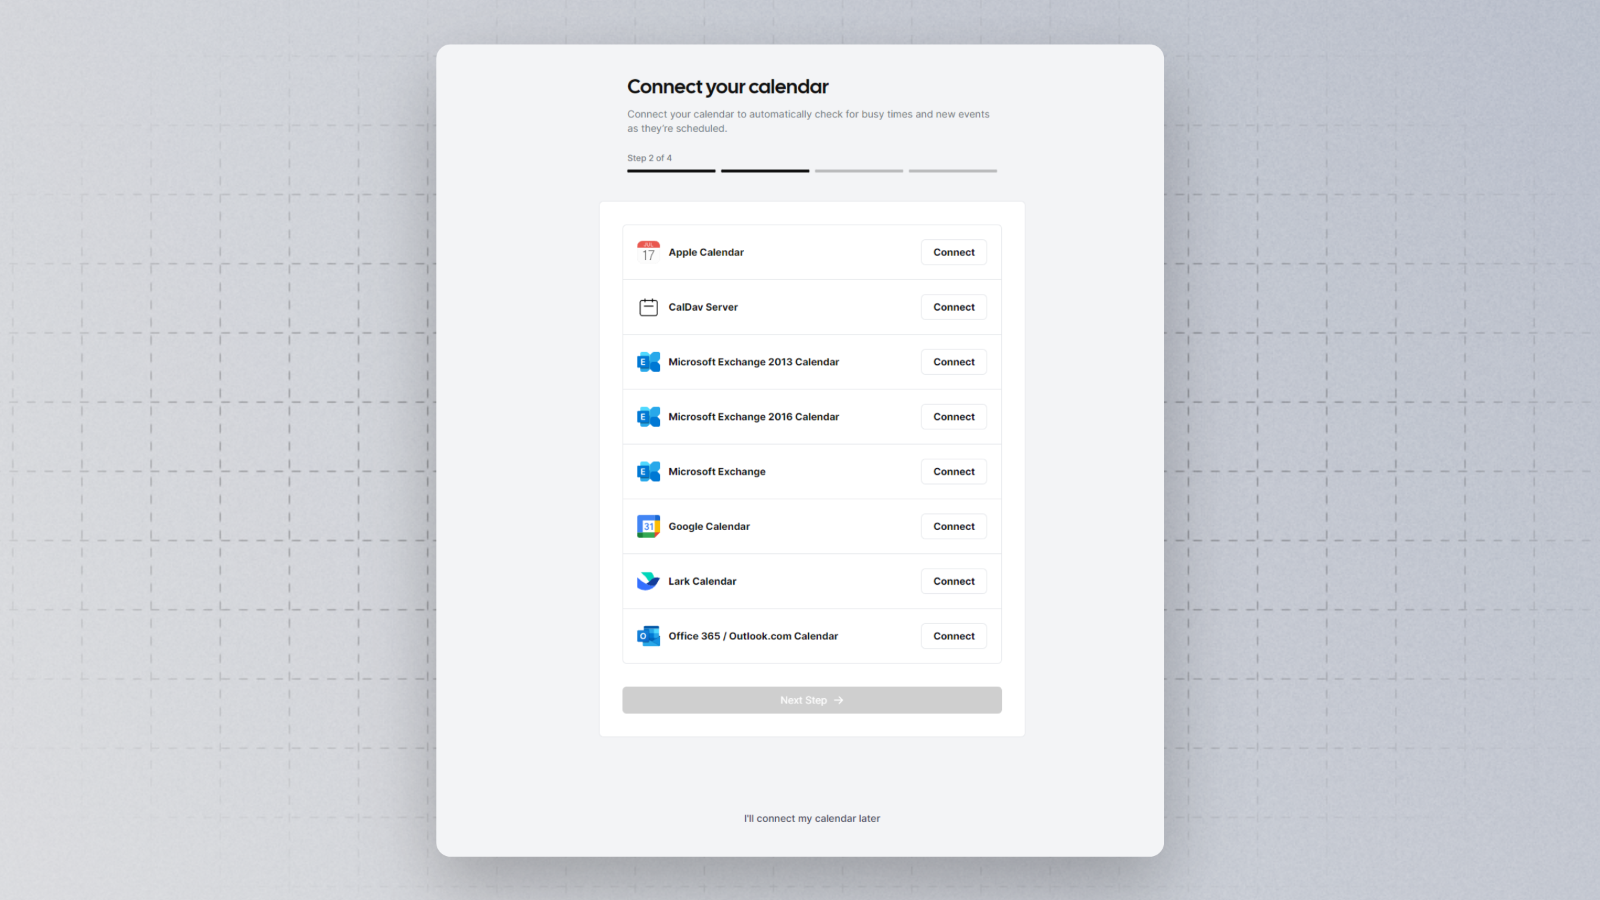 Connect your calendar
Connect your calendar to automatically check for busy times and new events
as they're scheduled.
Step 2 of 4
JUL
17
Apple Calendar
Connect
CalDav Server
Connect
E
Microsoft Exchange 2013 Calendar
Connect
E
Microsoft Exchange 2016 Calendar
Connect
E
Microsoft Exchange
Connect
31
Google Calendar
Connect
Lark Calendar
Connect
O
Office 365 / Outlook.com Calendar
Connect
Next Step →
I'll connect my calendar later